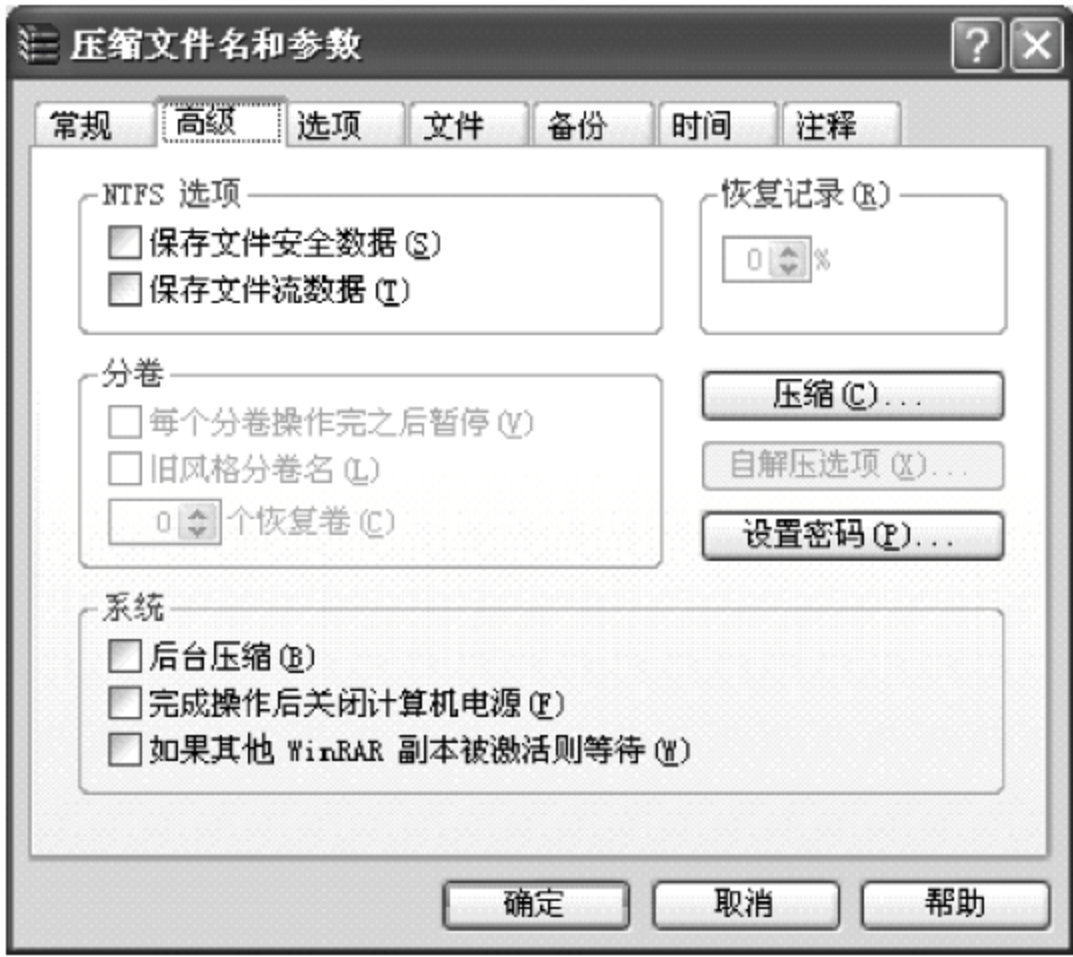 压缩文件名和参数
常规 高级 选项 文件 备份 时间 注释
NTFS 选项
保存文件安全数据(S)
保存文件流数据(T)
恢复记录(R)
0 %
分卷
每个分卷操作完之后暂停(V)
旧风格分卷名(L)
0 个恢复卷(C)
压缩(C)...
自解压选项(X)...
设置密码(P)...
系统
后台压缩(B)
完成操作后关闭计算机电源(F)
如果其他 WinRAR 副本被激活则等待(W)
确定 取消 帮助